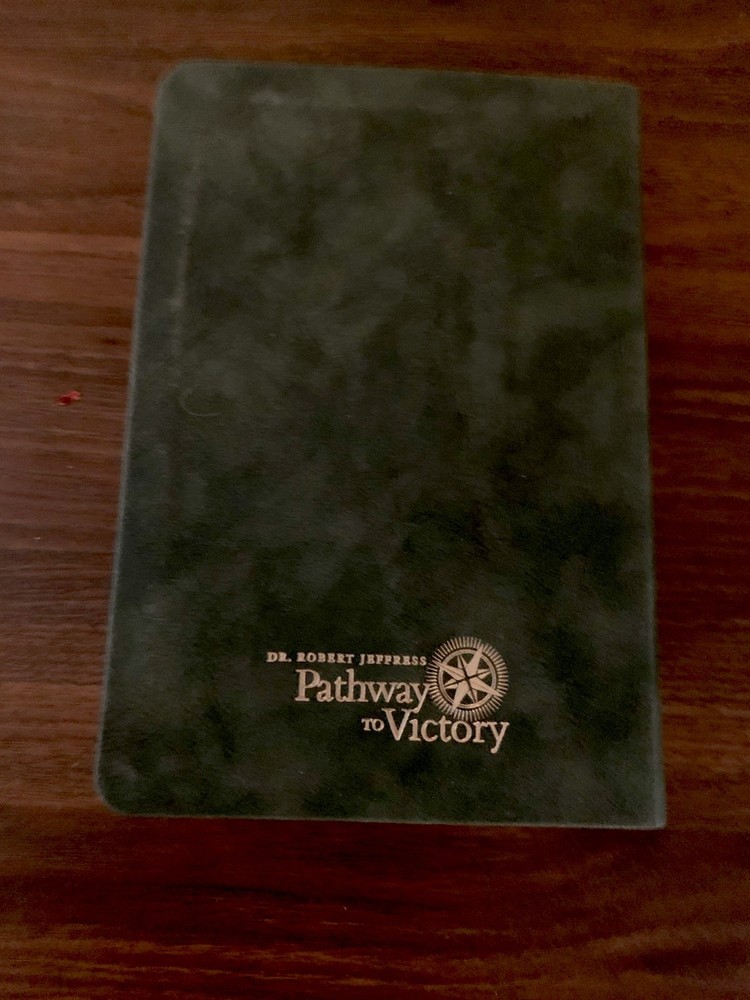 DR. ROBERT JEFFRESS
Pathway
TO Victory